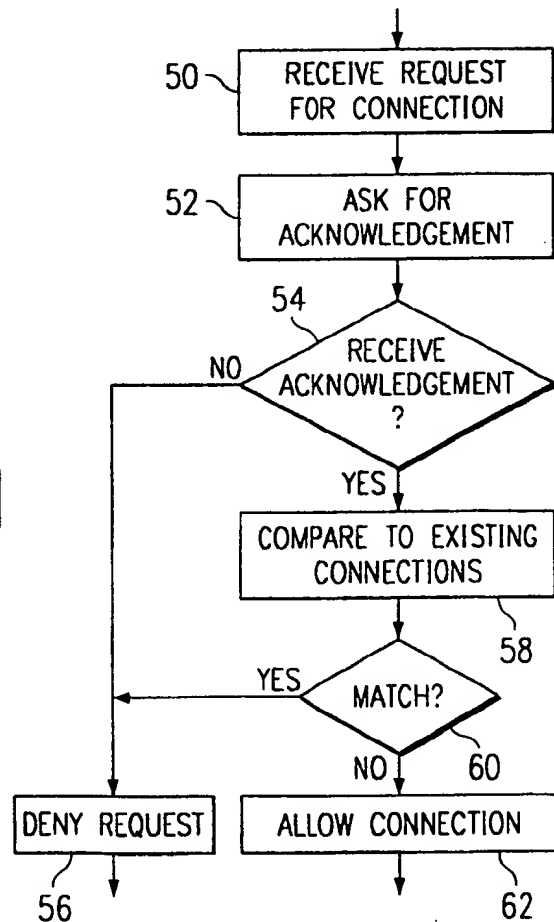 50
RECEIVE REQUEST
FOR CONNECTION
52
ASK FOR
ACKNOWLEDGEMENT
54
NO
RECEIVE
ACKNOWLEDGEMENT
?
YES
COMPARE TO EXISTING
CONNECTIONS
58
YES
MATCH?
60
NO
DENY REQUEST
ALLOW CONNECTION
56
62